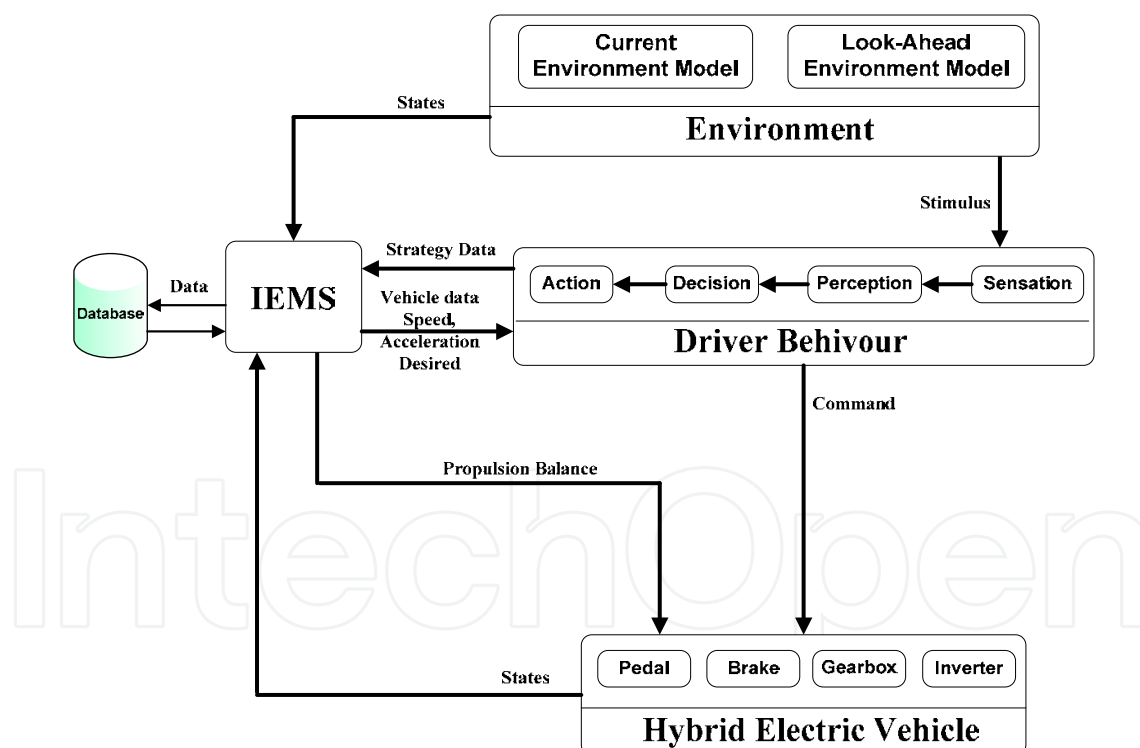 Current
Environment Model
Look-Ahead
Environment Model
States
Environment
Stimulus
Strategy Data
Database
Data
IEMS
Vehicle data
Speed,
Acceleration
Desired
Action
Decision
Perception
Sensation
Driver Behivour
Command
Propulsion Balance
IntechOpen
States
Pedal
Brake
Gearbox
Inverter
Hybrid Electric Vehicle